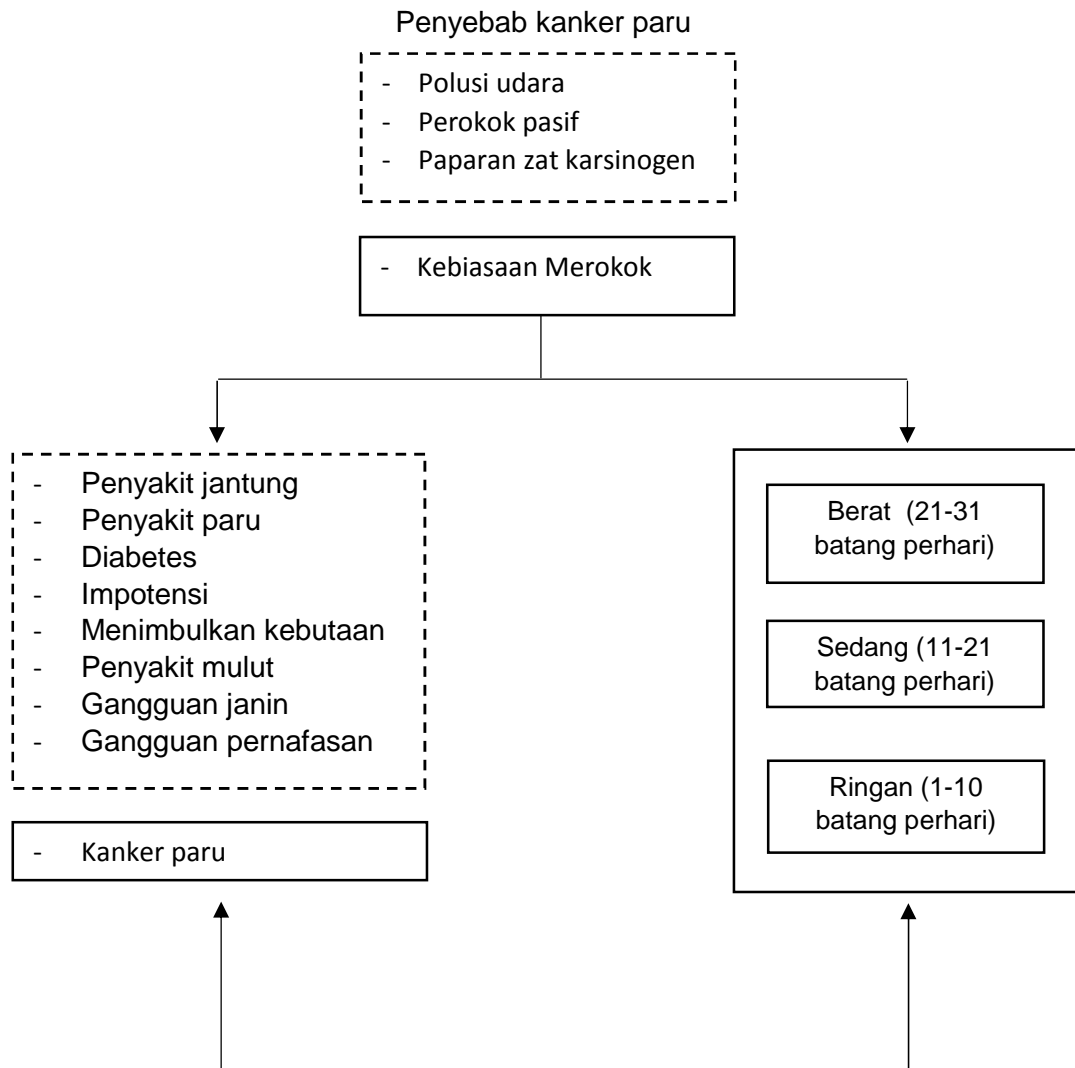 Penyebab kanker paru
- Polusi udara
- Perokok pasif
- Paparan zat karsinogen
- Kebiasaan Merokok
- Penyakit jantung
- Penyakit paru
- Diabetes
- Impotensi
- Menimbulkan kebutaan
- Penyakit mulut
- Gangguan janin
- Gangguan pernafasan
- Kanker paru
Berat (21-31
batang perhari)
Sedang (11-21
batang perhari)
Ringan (1-10
batang perhari)